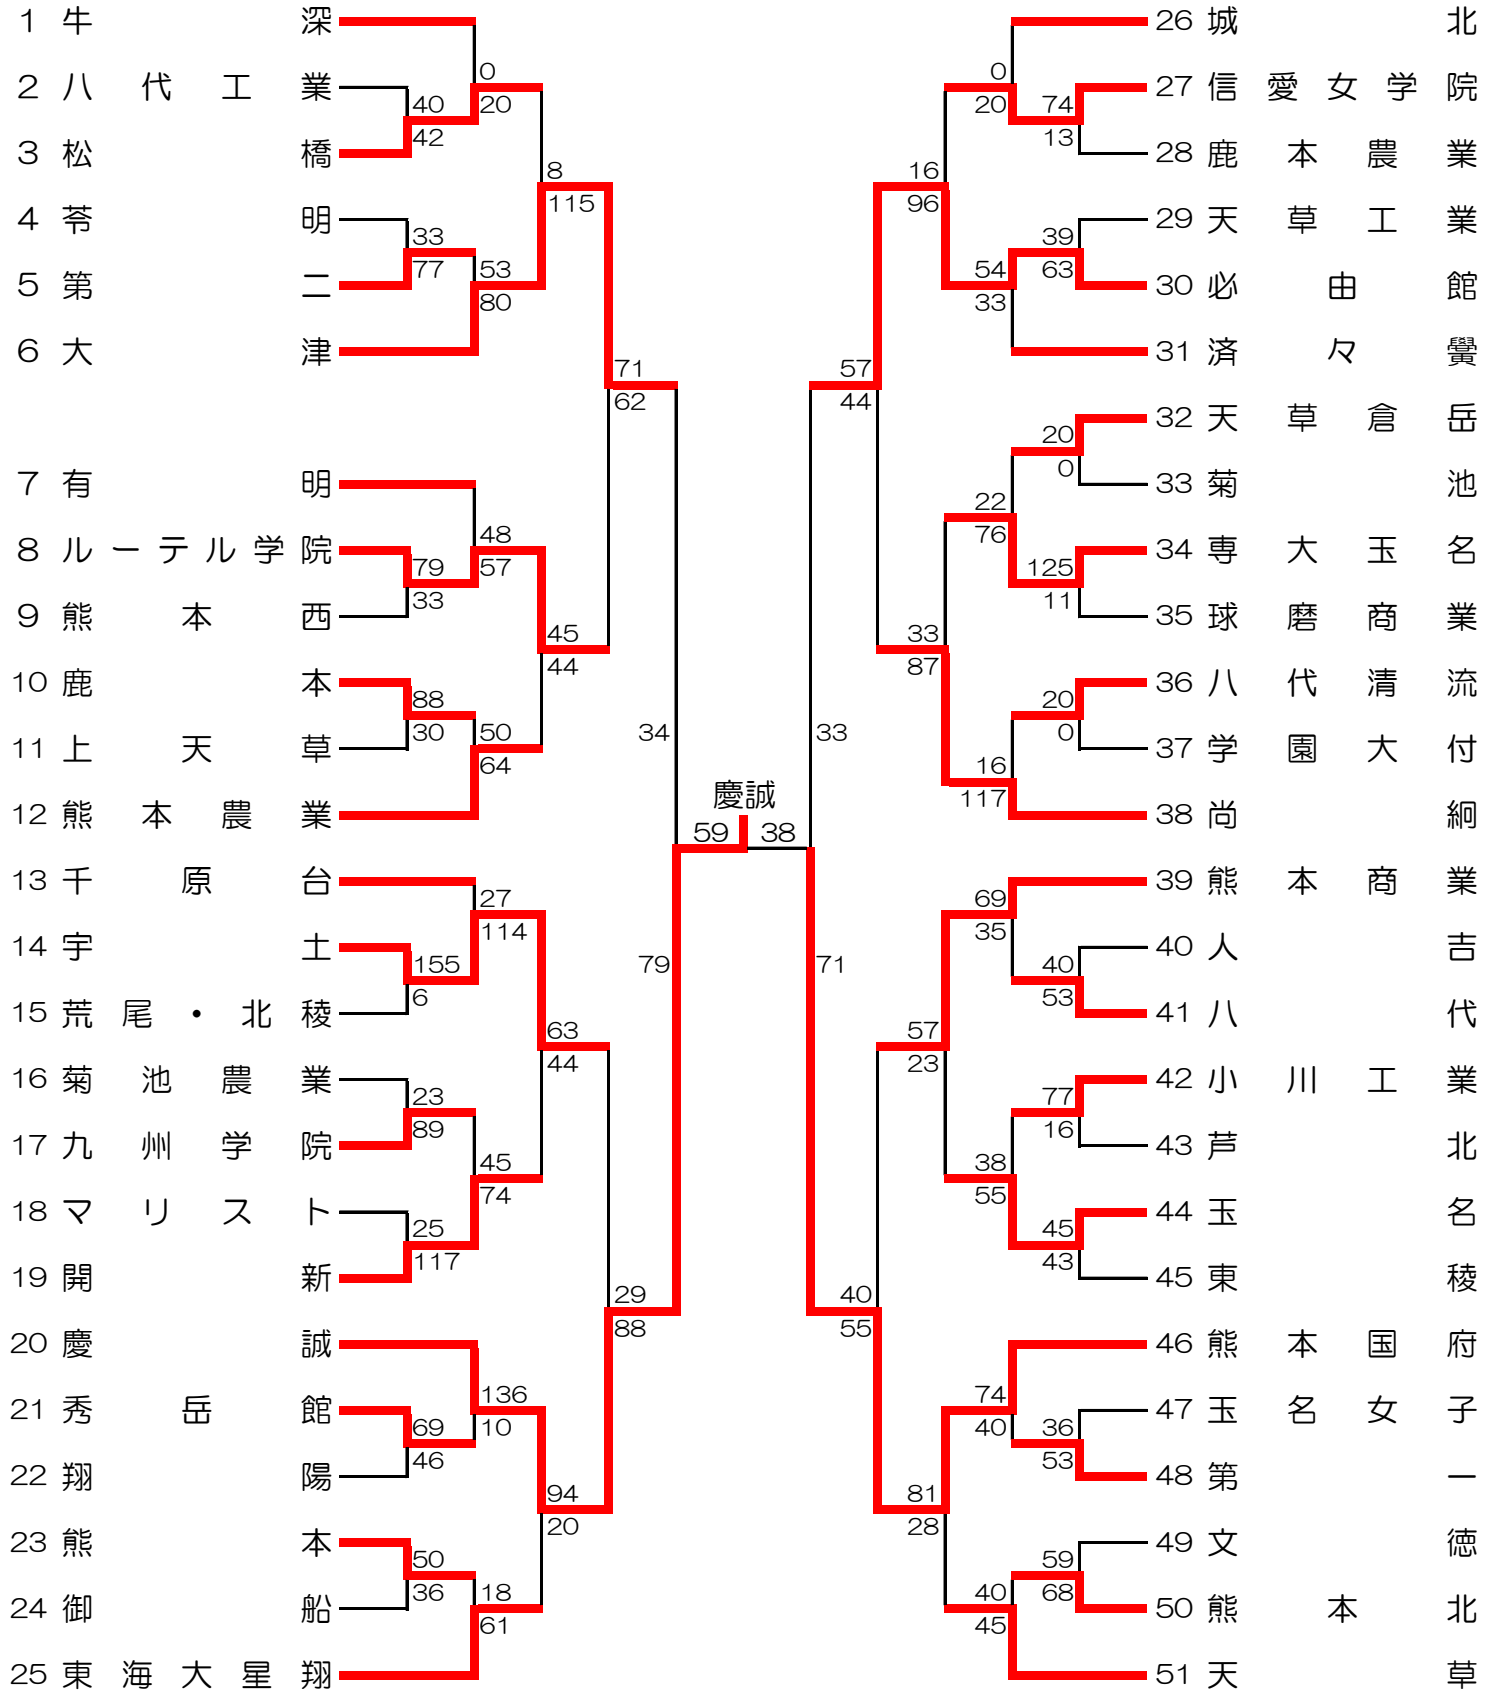 1 牛深
2 八代工業
3 松橋
4 苓明
5 第二
6 大津
7 有明
8 ルーテル学院
9 熊本西
10 鹿本
11 上天草
12 熊本農業
13 千原台
14 宇土
15 荒尾・北稜
16 菊池農業
17 九州学院
18 マリスト
19 開新
20 慶誠
21 秀岳館
22 翔陽
23 熊本
24 御船
25 東海大星翔
40
42
33
77
79
33
88
30
155
6
23
89
25
117
69
46
50
36
0
20
53
80
48
57
50
64
27
114
45
74
136
10
18
61
8
115
45
44
63
44
94
20
71
62
29
88
34
79
慶誠
59 38
33
71
57
44
40
55
16
96
33
87
57
23
81
28
0
20
54
33
22
76
16
117
69
35
38
55
74
40
40
45
74
13
39
63
20
0
125
11
20
0
40
53
77
16
45
43
36
53
59
68
26 城北
27 信愛女学院
28 鹿本農業
29 天草工業
30 必由館
31 済々黌
32 天草倉岳
33 菊池
34 専大玉名
35 球磨商業
36 八代清流
37 学園大付
38 尚絅
39 熊本商業
40 人吉
41 八代
42 小川工業
43 芦北
44 玉名
45 東稜
46 熊本国府
47 玉名女子
48 第一
49 文徳
50 熊本北
51 天草